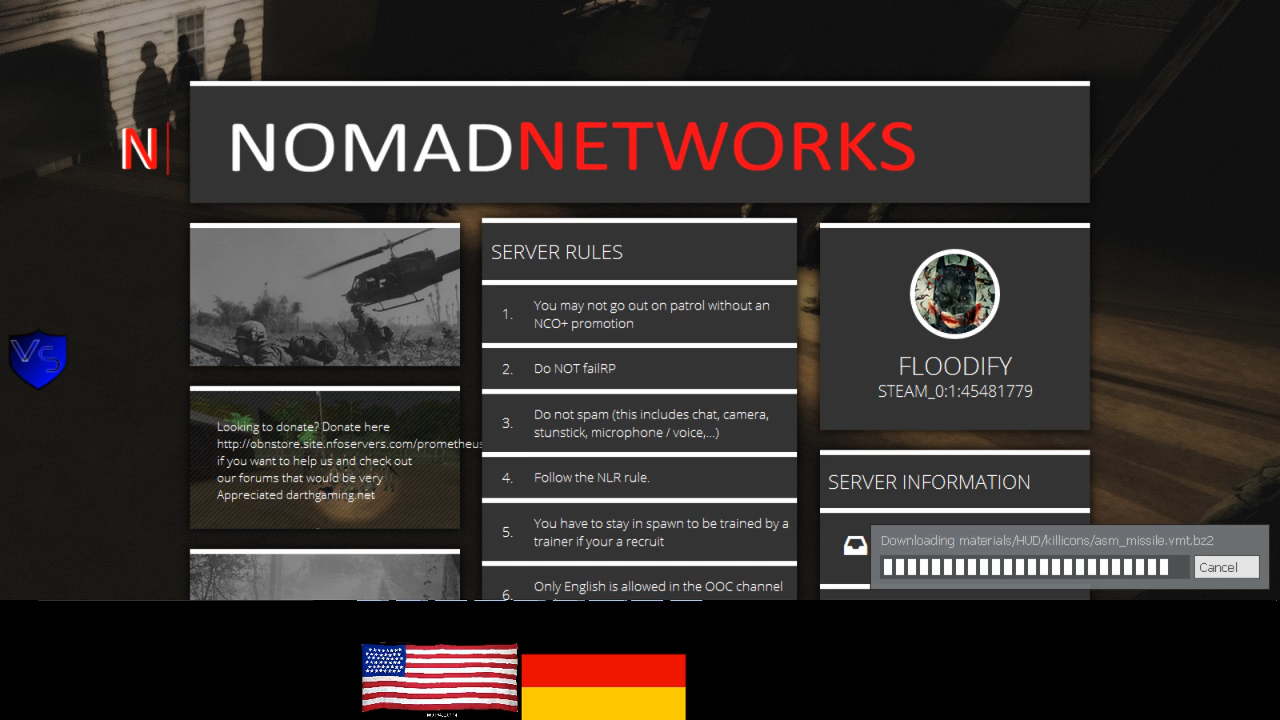 N
NOMADNETWORKS
VS
Looking to donate? Donate here
http://obnstore.site.nfoservers.com/prometheus
if you want to help us and check out
our forums that would be very
Appreciated darthgaming.net
SERVER RULES
1. You may not go out on patrol without an
NCO+ promotion
2. Do NOT failRP
3. Do not spam (this includes chat, camera,
stunstick, microphone / voice,...)
4. Follow the NLR rule.
5. You have to stay in spawn to be trained by a
trainer if your a recruit
6. Only English is allowed in the OOC channel
FLOODIFY
STEAM_0:1:45481779
SERVER INFORMATION
Downloading materials/HUD/killicons/asm_missile.vmt.bz2
Cancel